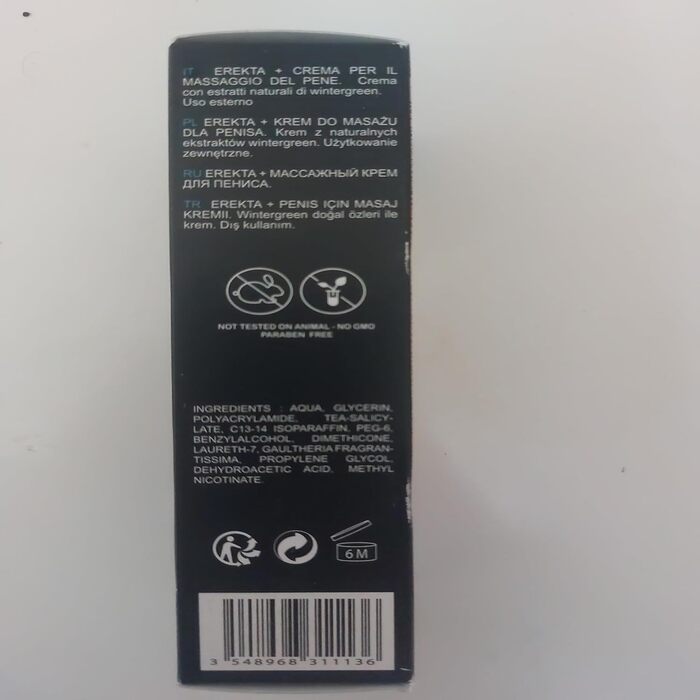 IT EREKTA + CREMA PER IL
MASSAGGIO DEL PENE. Crema
con estratti naturali di wintergreen.
Uso esterno
PL EREKTA + KREM DO MASAŻU
DLA PENISA. Krem z naturalnych
ekstraktów wintergreen. Użytkowanie
zewnętrzne.
RU EREKTA + МАССАЖНЫЙ КРЕМ
ДЛЯ ПЕНИСА.
TR EREKTA + PENIS IÇIN MASAJ
KREMII. Wintergreen doğal özleri ile
krem. Dış kullanım.
NOT TESTED ON ANIMAL - NO GMO
PARABEN FREE
INGREDIENTS : AQUA, GLYCERIN,
POLYACRYLAMIDE, TEA-SALICY-
LATE, C13-14 ISOPARAFFIN, PEG-6,
BENZYLALCOHOL, DIMETHICONE,
LAURETH-7, GAULTHERIA FRAGRAN-
TISSIMA, PROPYLENE GLYCOL,
DEHYDROACETIC ACID, METHYL
NICOTINATE.
6 M
3 548968 311136